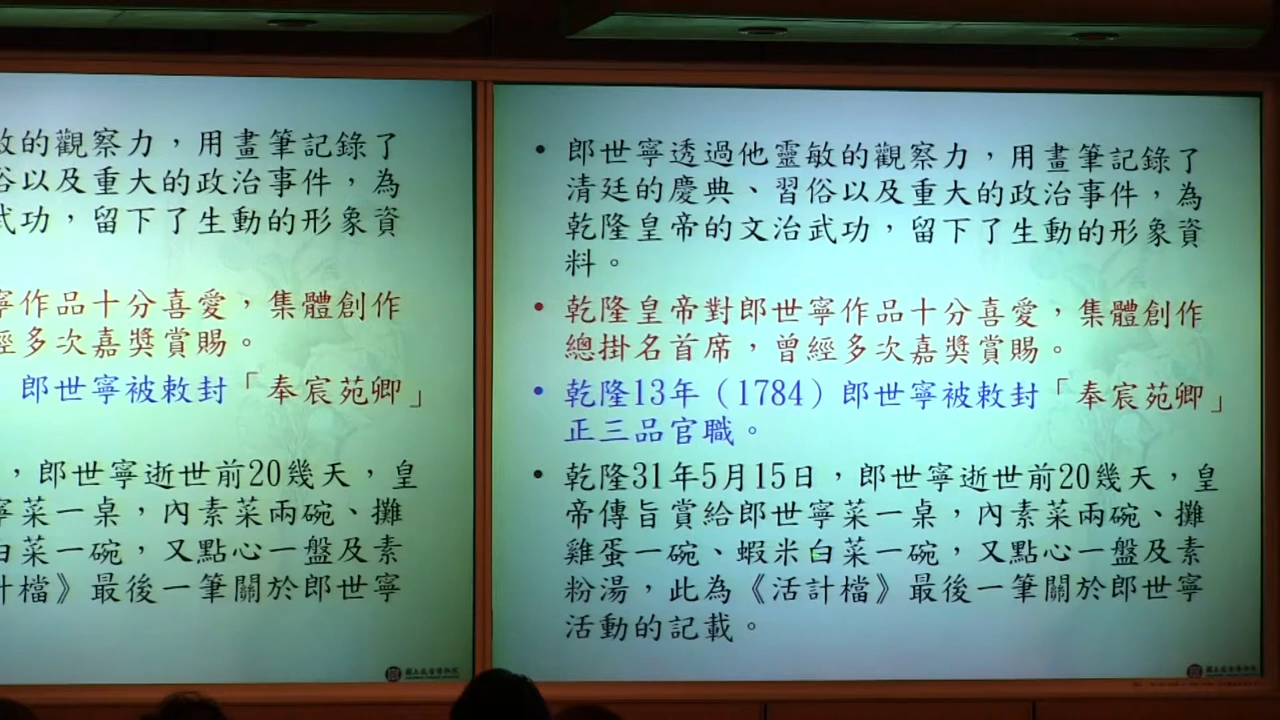 敏的觀察力，用畫筆記錄了
俗以及重大的政治事件，為
武功，留下了生動的形象資
寧作品十分喜愛，集體創作
經多次嘉獎賞賜。
郎世寧被敕封「奉宸苑卿」
，郎世寧逝世前20幾天，皇
寧菜一桌，內素菜兩碗、攤
白菜一碗，又點心一盤及素
計檔》最後一筆關於郎世寧
國立故宮博物院
• 郎世寧透過他靈敏的觀察力，用畫筆記錄了
清廷的慶典、習俗以及重大的政治事件，為
乾隆皇帝的文治武功，留下了生動的形象資
料。
• 乾隆皇帝對郎世寧作品十分喜愛，集體創作
總掛名首席，曾經多次嘉獎賞賜。
• 乾隆13年（1784）郎世寧被敕封「奉宸苑卿」
正三品官職。
• 乾隆31年5月15日，郎世寧逝世前20幾天，皇
帝傳旨賞給郎世寧菜一桌，內素菜兩碗、攤
雞蛋一碗、蝦米白菜一碗，又點心一盤及素
粉湯，此為《活計檔》最後一筆關於郎世寧
活動的記載。
國立故宮博物院